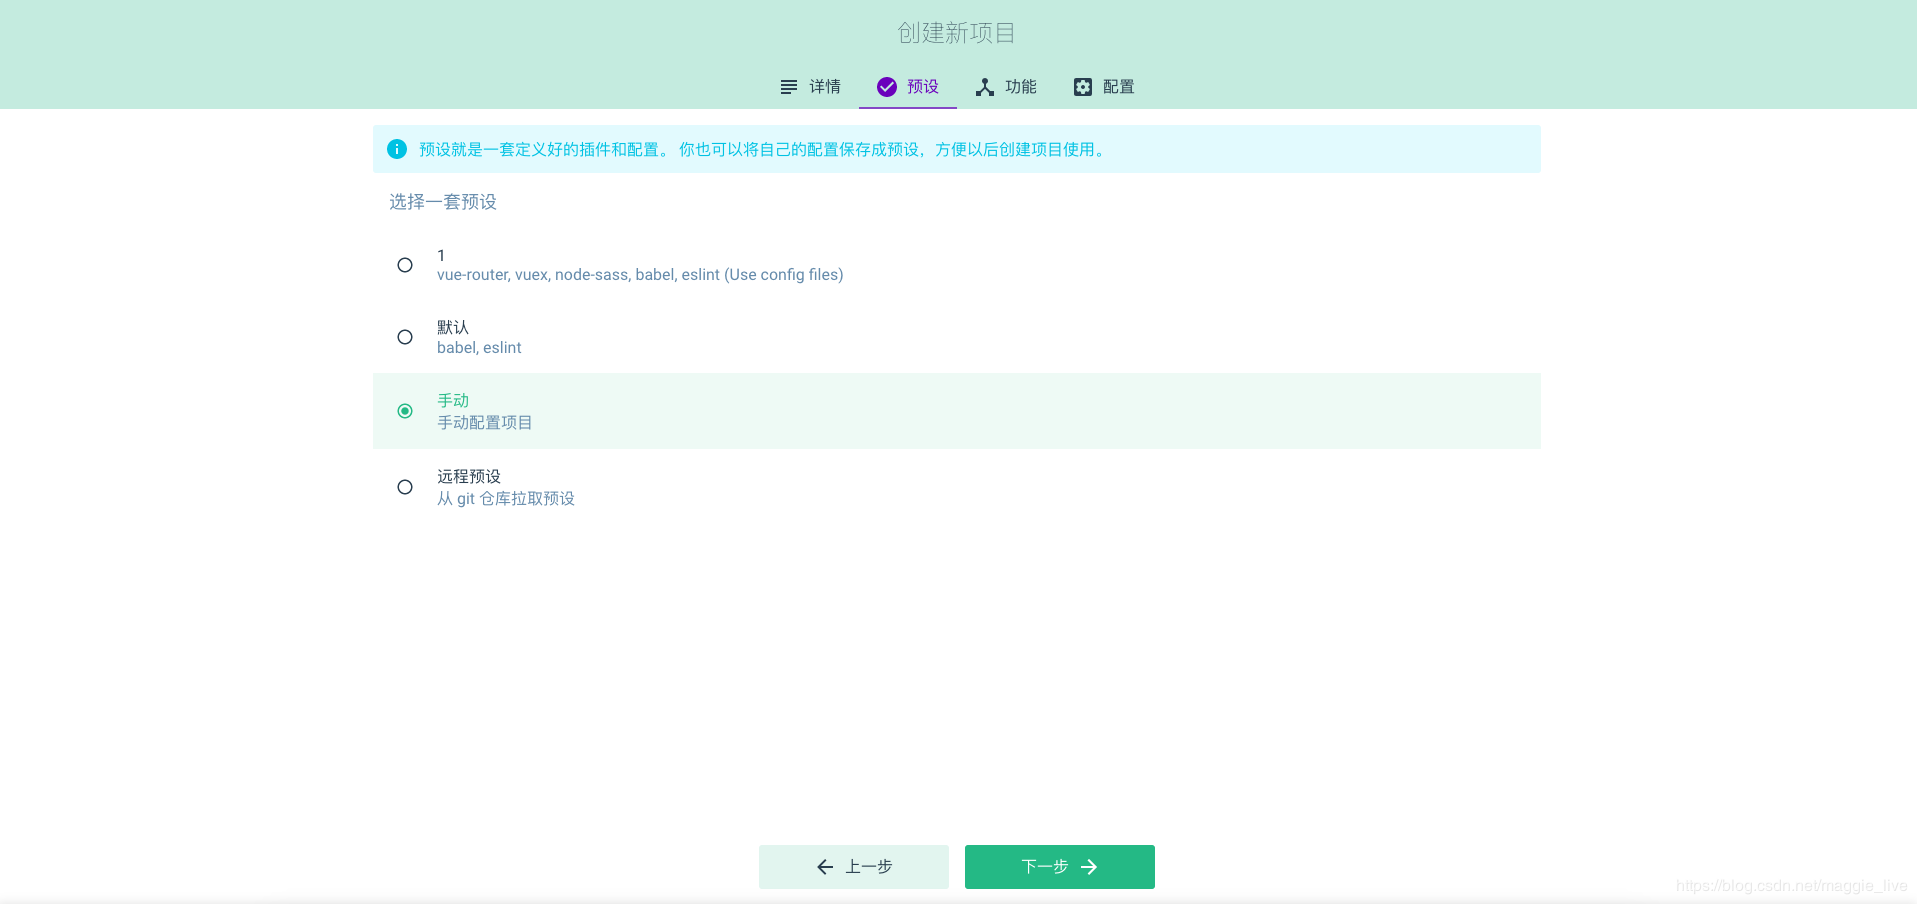 创建新项目
详情 预设 功能 配置
预设就是一套定义好的插件和配置。 你也可以将自己的配置保存成预设，方便以后创建项目使用。
选择一套预设
1
vue-router, vuex, node-sass, babel, eslint (Use config files)
默认
babel, eslint
手动
手动配置项目
远程预设
从 git 仓库拉取预设
上一步 下一步
https://blog.csdn.net/maggie_live